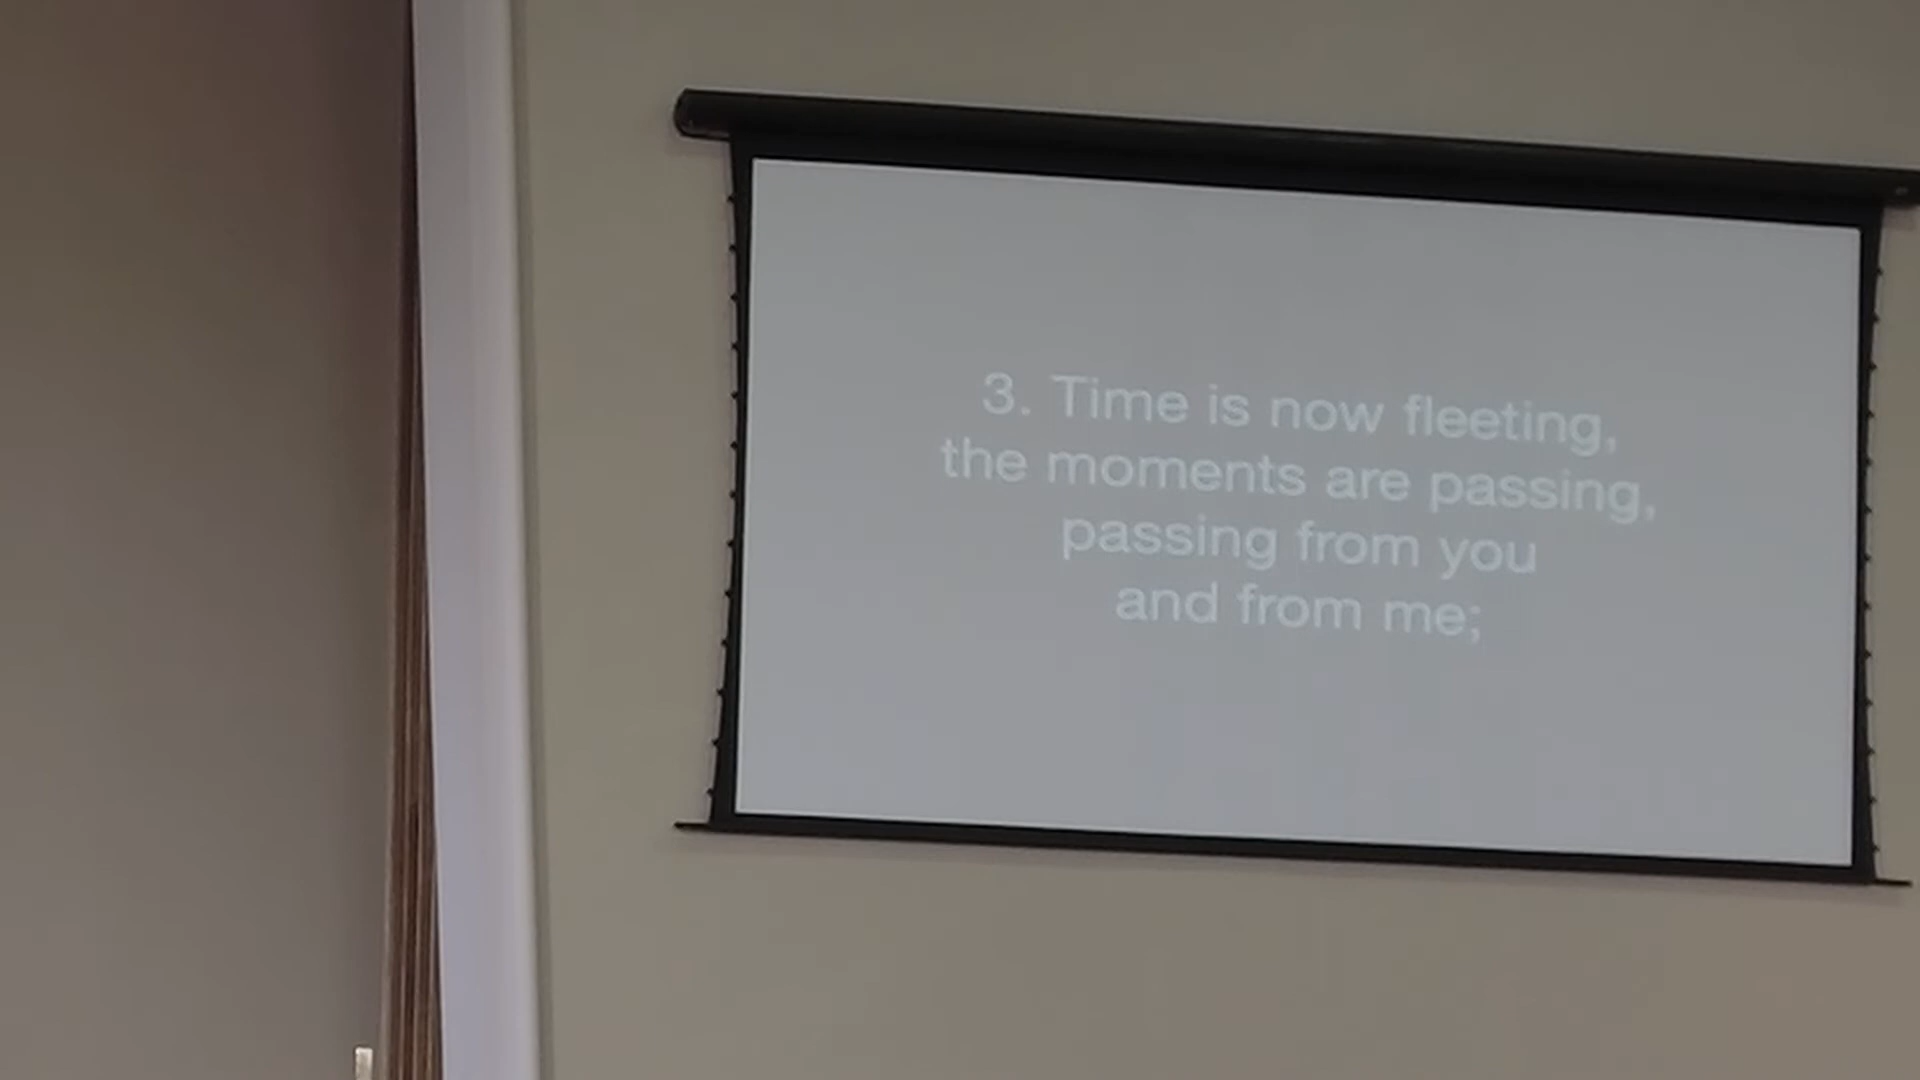 3. Time is now fleeting,
the moments are passing,
passing from you
and from me;